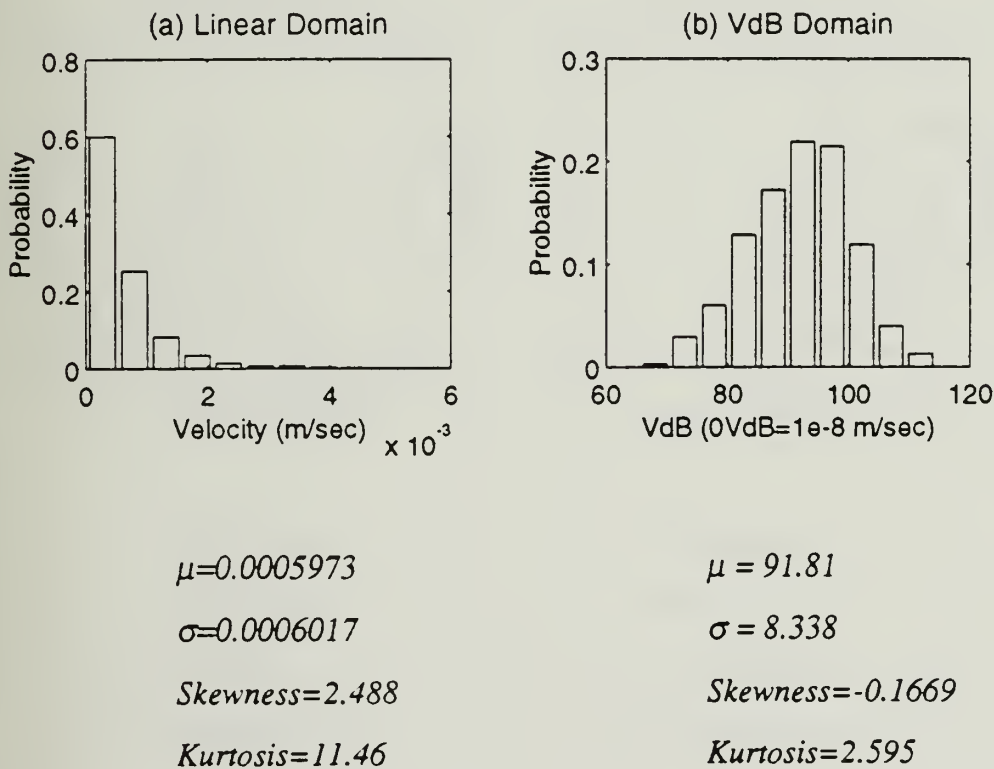 (a) Linear Domain
0.8
0.6
0.4
0.2
0
Probability
0
2
4
6
Velocity (m/sec)
x 10⁻³
μ=0.0005973
σ=0.0006017
Skewness=2.488
Kurtosis=11.46
(b) VdB Domain
0.3
0.2
0.1
0
Probability
60
80
100
120
VdB (0VdB=1e-8 m/sec)
μ = 91.81
σ = 8.338
Skewness=-0.1669
Kurtosis=2.595